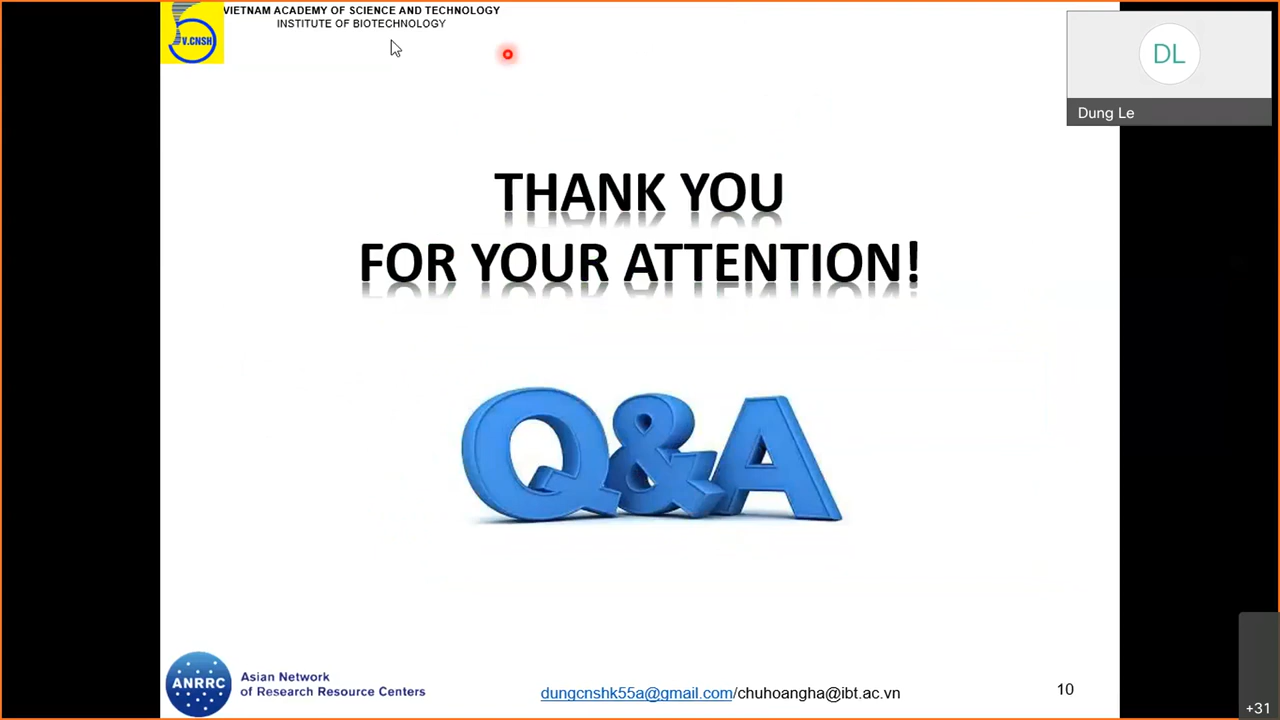 VIETNAM ACADEMY OF SCIENCE AND TECHNOLOGY
INSTITUTE OF BIOTECHNOLOGY
V.CNSH
DL
Dung Le
THANK YOU
FOR YOUR ATTENTION!
Q&A
ANRRC
Asian Network
of Research Resource Centers
dungcnshk55a@gmail.com/chuhoangha@ibt.ac.vn
10
+31